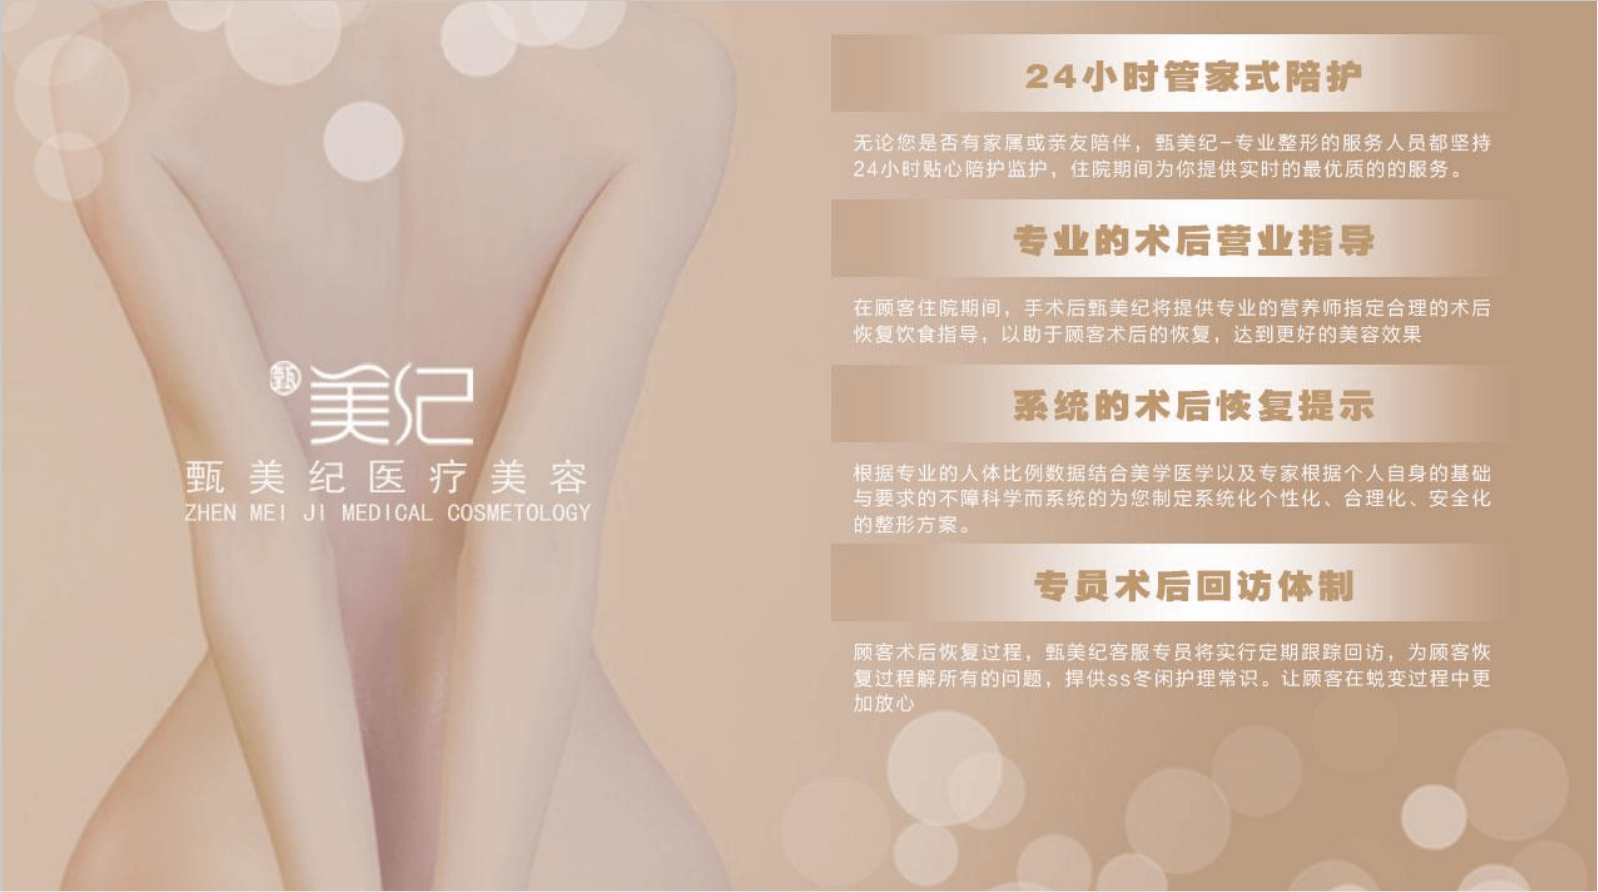 甄
美纪
甄美纪医疗美容
ZHEN MEI JI MEDICAL COSMETOLOGY
24小时管家式陪护
无论您是否有家属或亲友陪伴，甄美纪-专业整形的服务人员都坚持
24小时贴心陪护监护，住院期间为你提供实时的最优质的的服务。
专业的术后营业指导
在顾客住院期间，手术后甄美纪将提供专业的营养师指定合理的术后
恢复饮食指导，以助于顾客术后的恢复，达到更好的美容效果
系统的术后恢复提示
根据专业的人体比例数据结合美学医学以及专家根据个人自身的基础
与要求的不障科学而系统的为您制定系统化个性化、合理化、安全化
的整形方案。
专员术后回访体制
顾客术后恢复过程，甄美纪客服专员将实行定期跟踪回访，为顾客恢
复过程解所有的问题，捍供ss冬闲护理常识。让顾客在蜕变过程中更
加放心